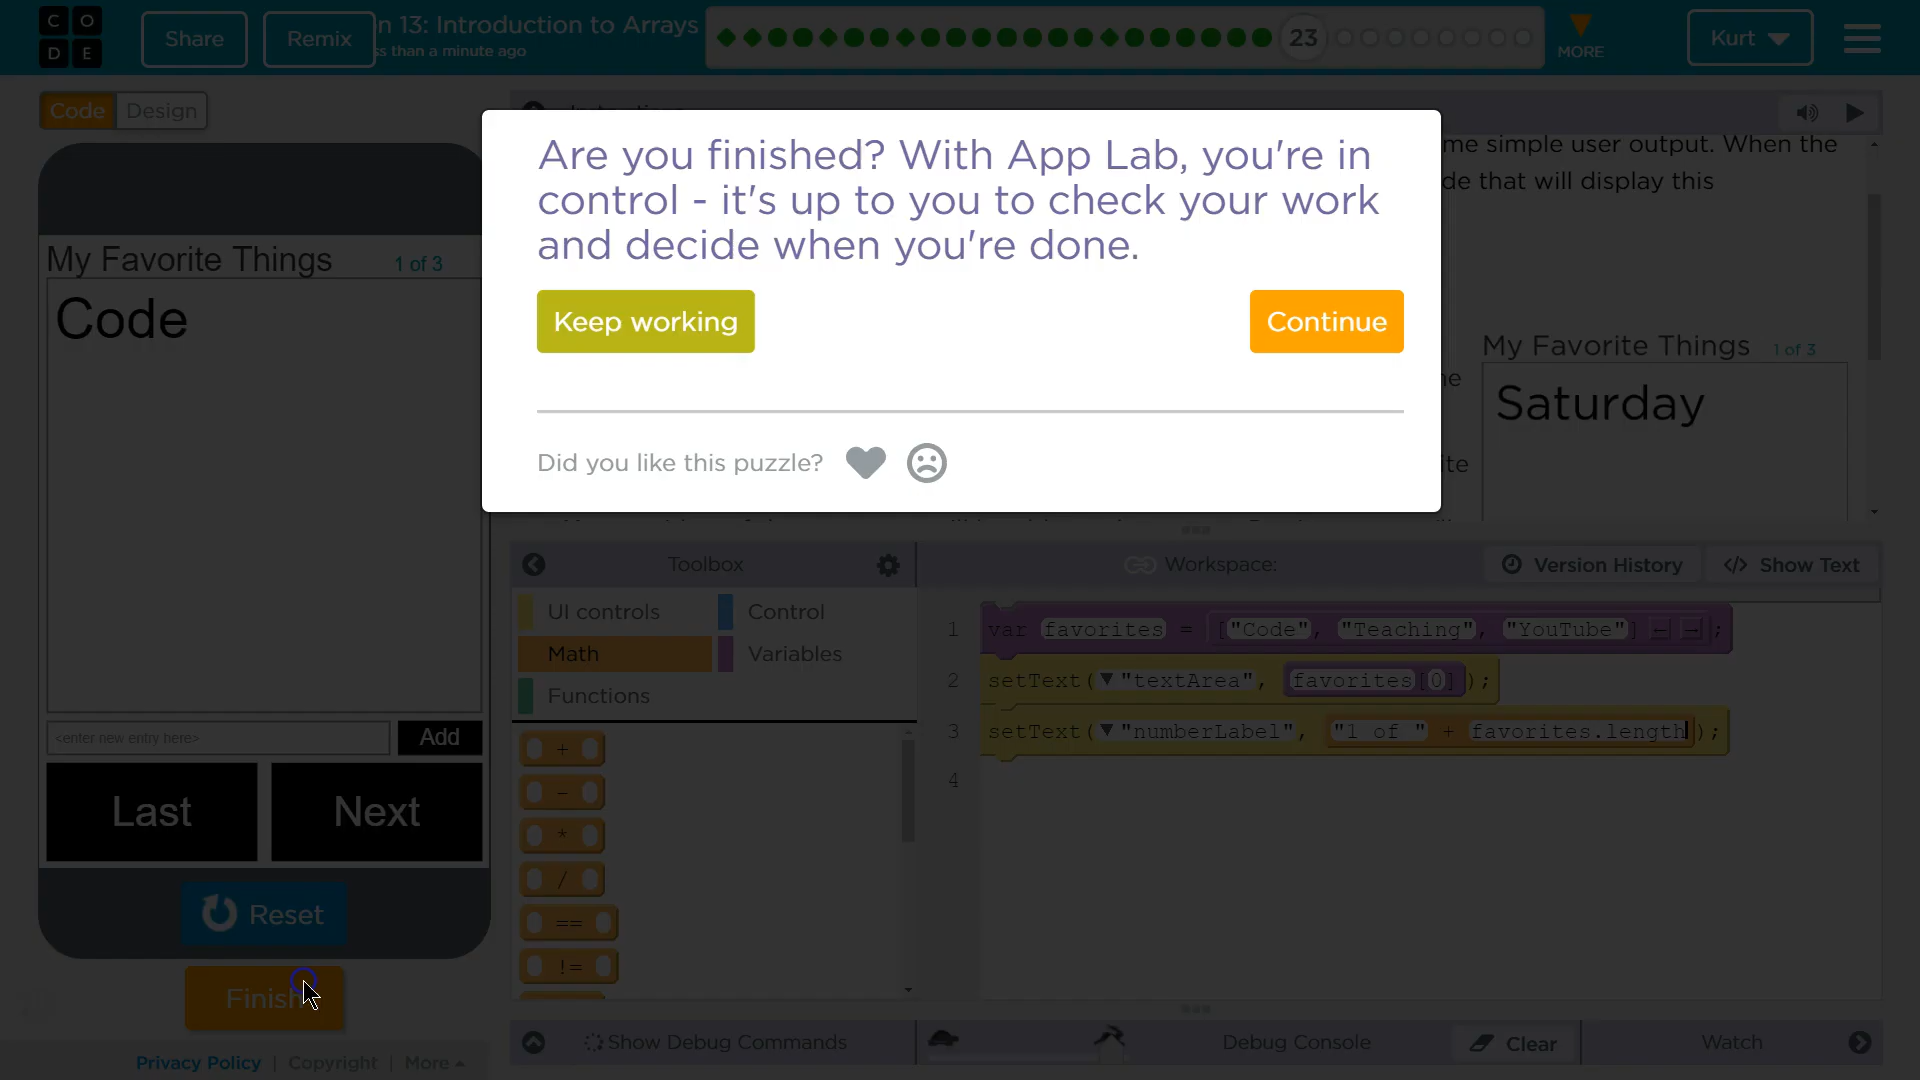 CODE
Share
Remix
n 13: Introduction to Arrays
ss than a minute ago
23
MORE
Kurt
Code
Design
Are you finished? With App Lab, you're in
control - it's up to you to check your work
and decide when you're done.
Keep working
Continue
Did you like this puzzle?
me simple user output. When the
de that will display this
My Favorite Things 1 of 3
Saturday
My Favorite Things 1 of 3
Code
<enter new entry here>
Add
Last
Next
Reset
Finish
Toolbox
Workspace:
Version History
Show Text
UI controls
Control
Math
Variables
Functions
+
-
*
/
==
!=
1 var favorites = ["Code", "Teaching", "YouTube"] ← →;
2 setText(▼"textArea", favorites[0]);
3 setText(▼"numberLabel", "1 of " + favorites.length);
4
Show Debug Commands
Debug Console
Clear
Watch
Privacy Policy | Copyright | More